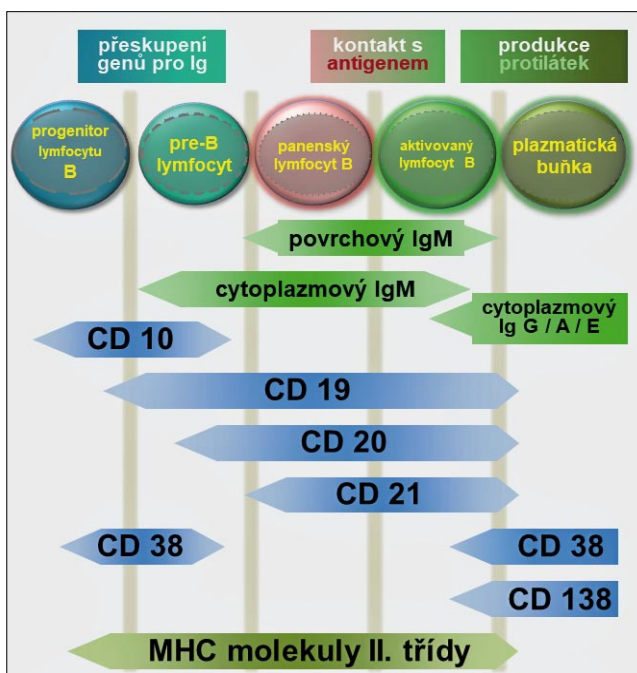 přeskupení
genů pro Ig
kontakt s
antigenem
produkce
protilátek
progenitor
lymfocytu
B
pre-B
lymfocyt
panenský
lymfocyt B
aktivovaný
lymfocyt B
plazmatická
buňka
povrchový IgM
cytoplazmový IgM
cytoplazmový
Ig G / A / E
CD 10
CD 19
CD 20
CD 21
CD 38
CD 38
CD 138
MHC molekuly II. třídy